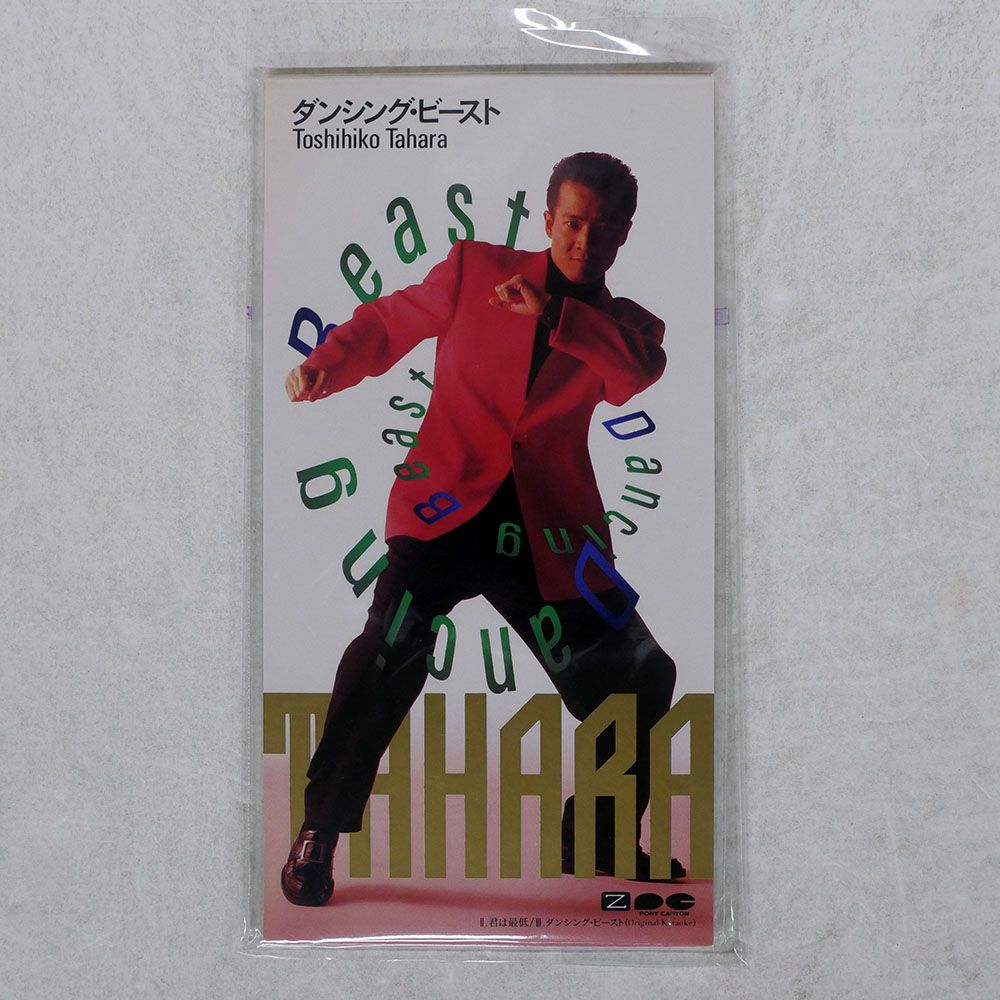 ダンシング・ビースト
Toshihiko Tahara
Dancing Beast
Dancing Beast
TAHARA
Z PC
PONY CANYON
II. 君は最低/III. ダンシング・ビースト(Original Karaoke)